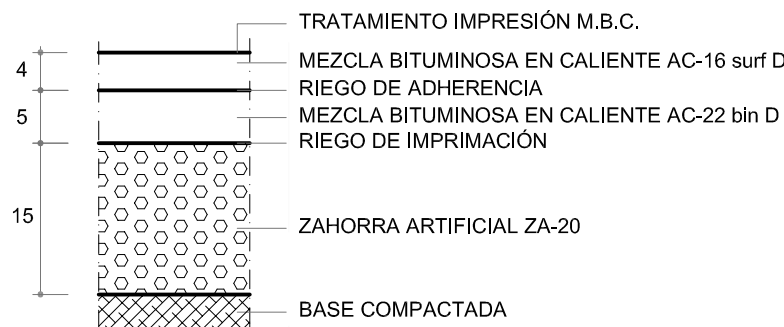 TRATAMIENTO IMPRESIÓN M.B.C.
4
MEZCLA BITUMINOSA EN CALIENTE AC-16 surf D
RIEGO DE ADHERENCIA
5
MEZCLA BITUMINOSA EN CALIENTE AC-22 bin D
RIEGO DE IMPRIMACIÓN
15
ZAHORRA ARTIFICIAL ZA-20
BASE COMPACTADA